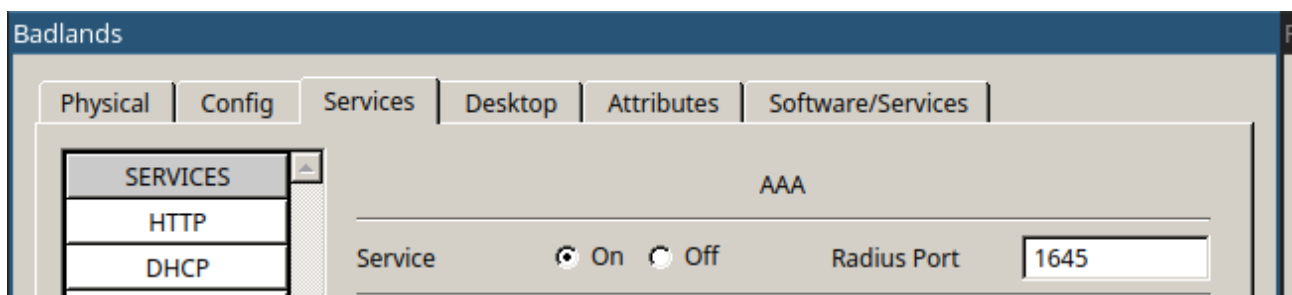 Badlands
Physical Config Services Desktop Attributes Software/Services
SERVICES
AAA
HTTP
DHCP
Service On Off Radius Port 1645